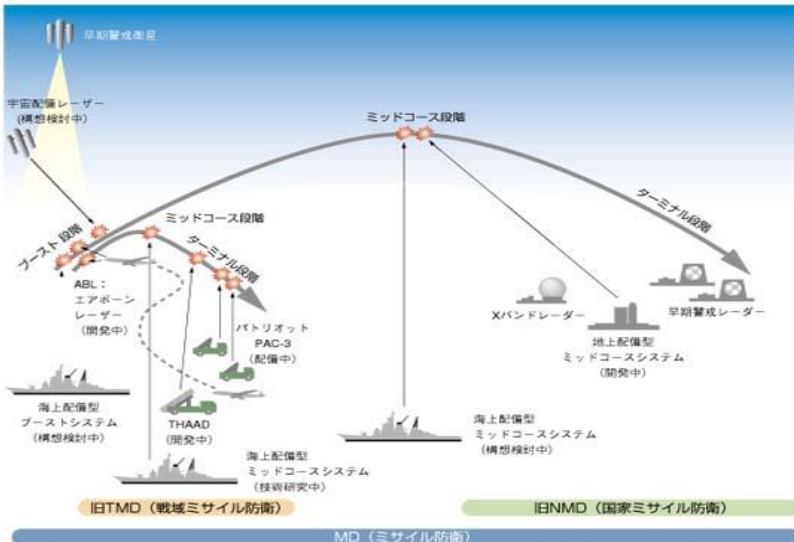 早期警戒衛星
宇宙配備レーザー
(構想検討中)
ミッドコース段階
ミッドコース段階
ブースト段階
ターミナル段階
ターミナル段階
ABL：
エアボーン
レーザー
(開発中)
パトリオット
PAC-3
(配備中)
Xバンドレーダー
早期警戒レーダー
地上配備型
ミッドコースシステム
(開発中)
海上配備型
ブーストシステム
(構想検討中)
THAAD
(開発中)
海上配備型
ミッドコースシステム
(技術研究中)
海上配備型
ミッドコースシステム
(構想検討中)
旧TMD（戦域ミサイル防衛）
旧NMD（国家ミサイル防衛）
MD（ミサイル防衛）